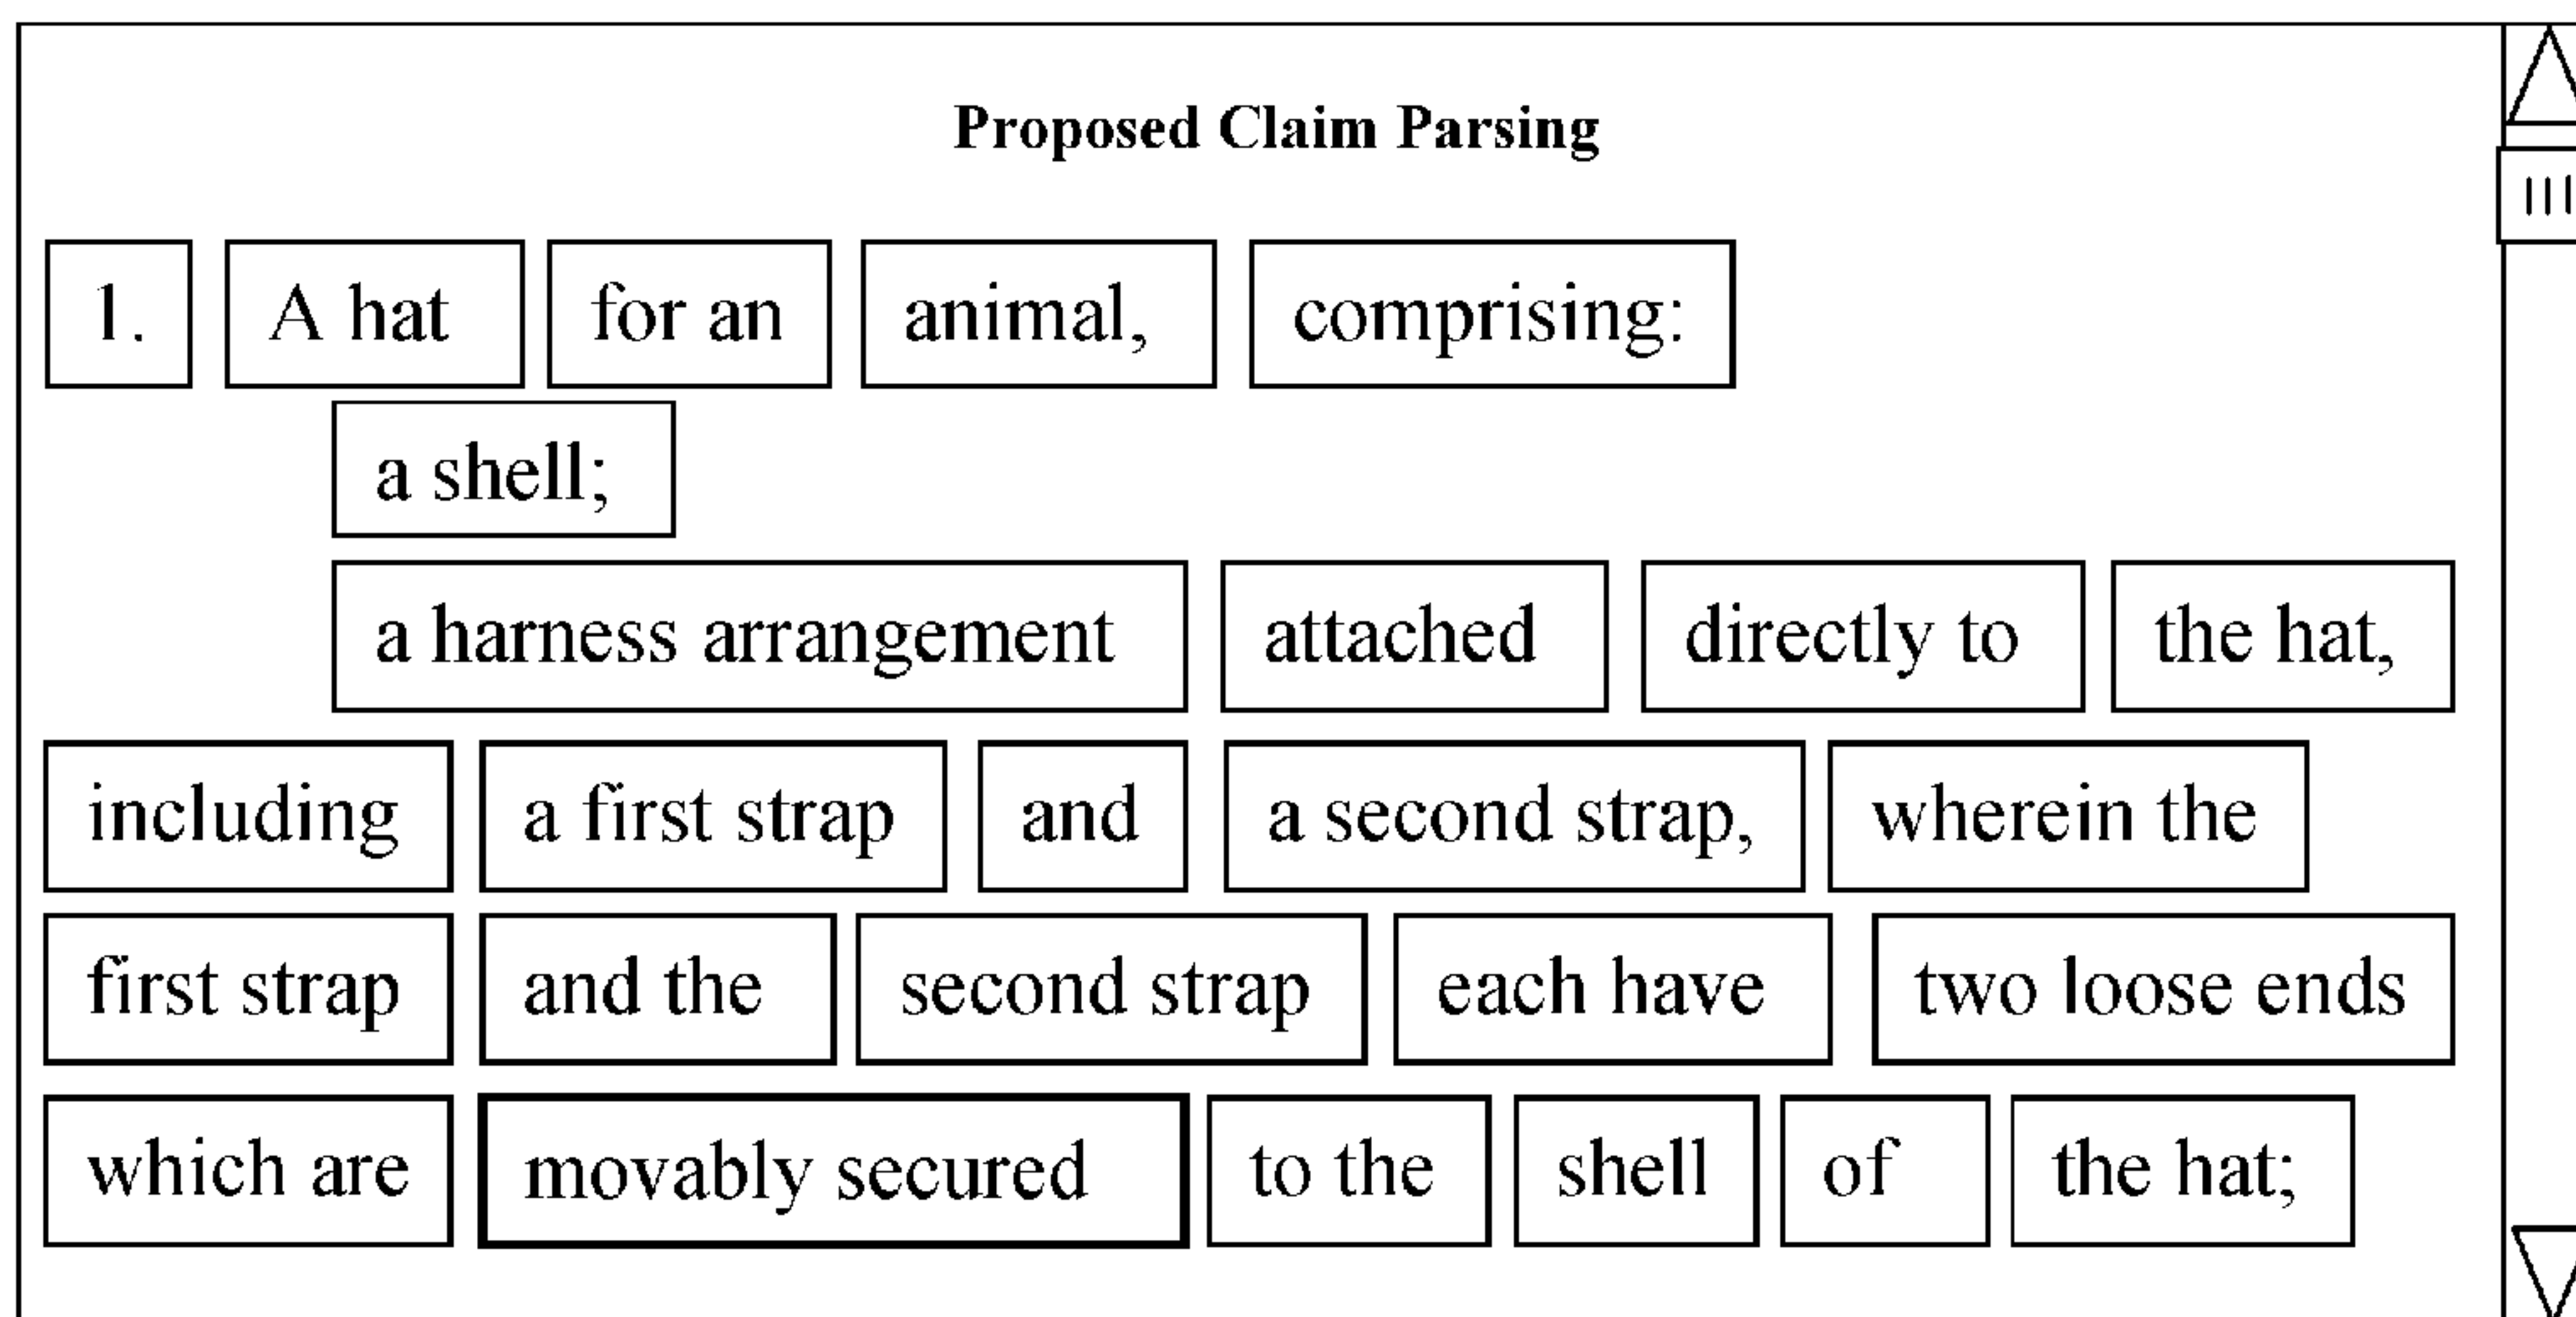 Proposed Claim Parsing
1. A hat for an animal, comprising:
a shell;
a harness arrangement attached directly to the hat,
including a first strap and a second strap, wherein the
first strap and the second strap each have two loose ends
which are movably secured to the shell of the hat;